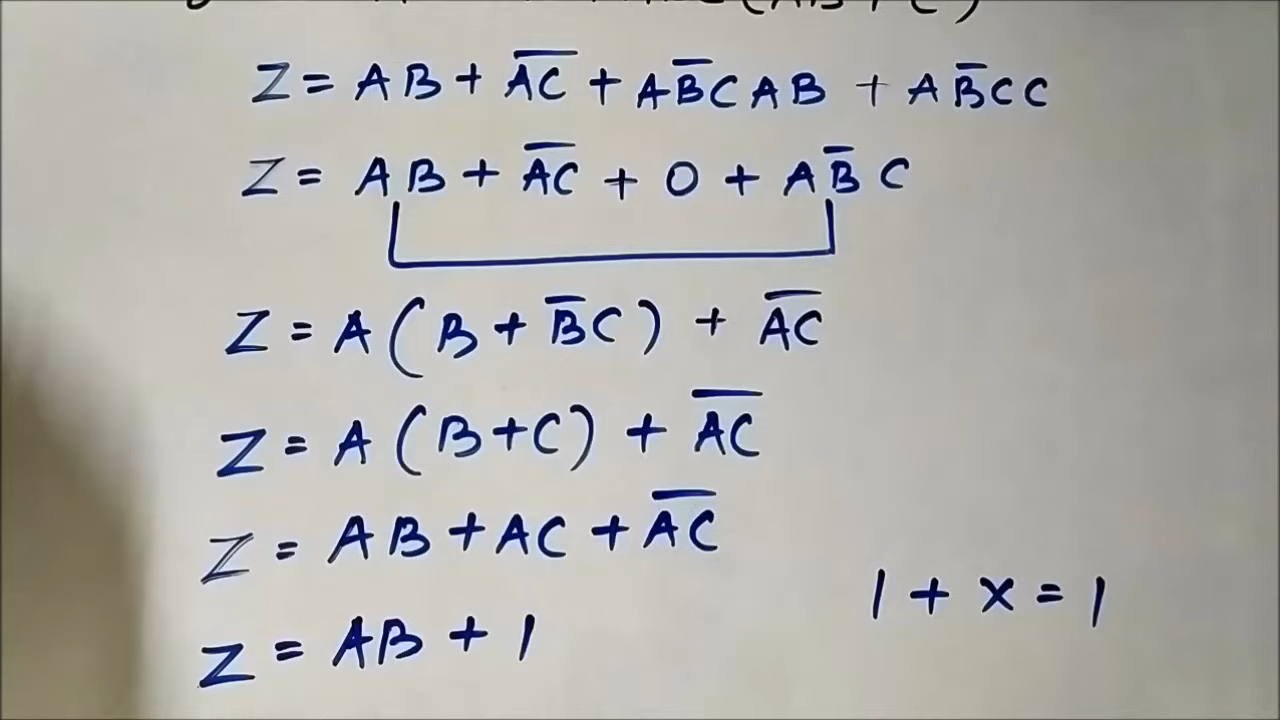 (AB + C)
Z = AB + \overline{AC} + A\overline{B}CAB + A\overline{B}CC
Z = AB + \overline{AC} + 0 + A\overline{B}C
Z = A(B + \overline{B}C) + \overline{AC}
Z = A(B+C) + \overline{AC}
Z = AB + AC + \overline{AC}
1 + x = 1
Z = AB + 1